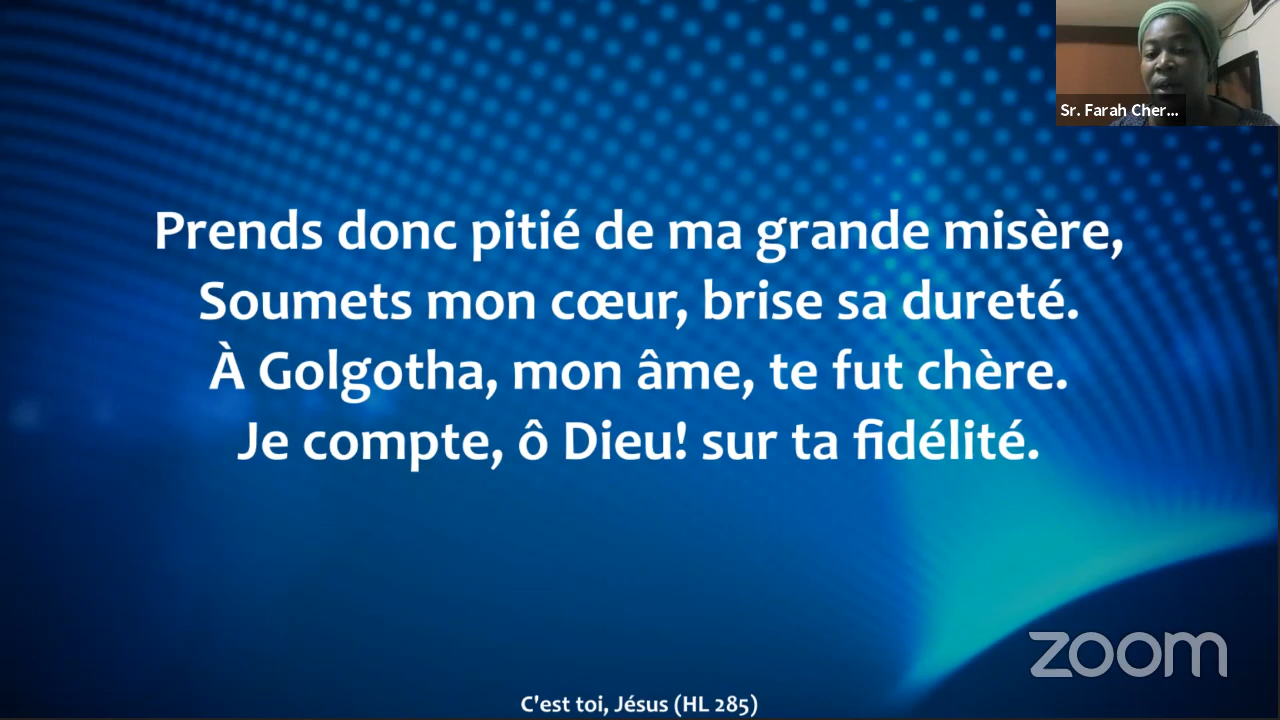 Sr. Farah Cher...
Prends donc pitié de ma grande misère,
Soumets mon cœur, brise sa dureté.
À Golgotha, mon âme, te fut chère.
Je compte, ô Dieu! sur ta fidélité.
zoom
C'est toi, Jésus (HL 285)